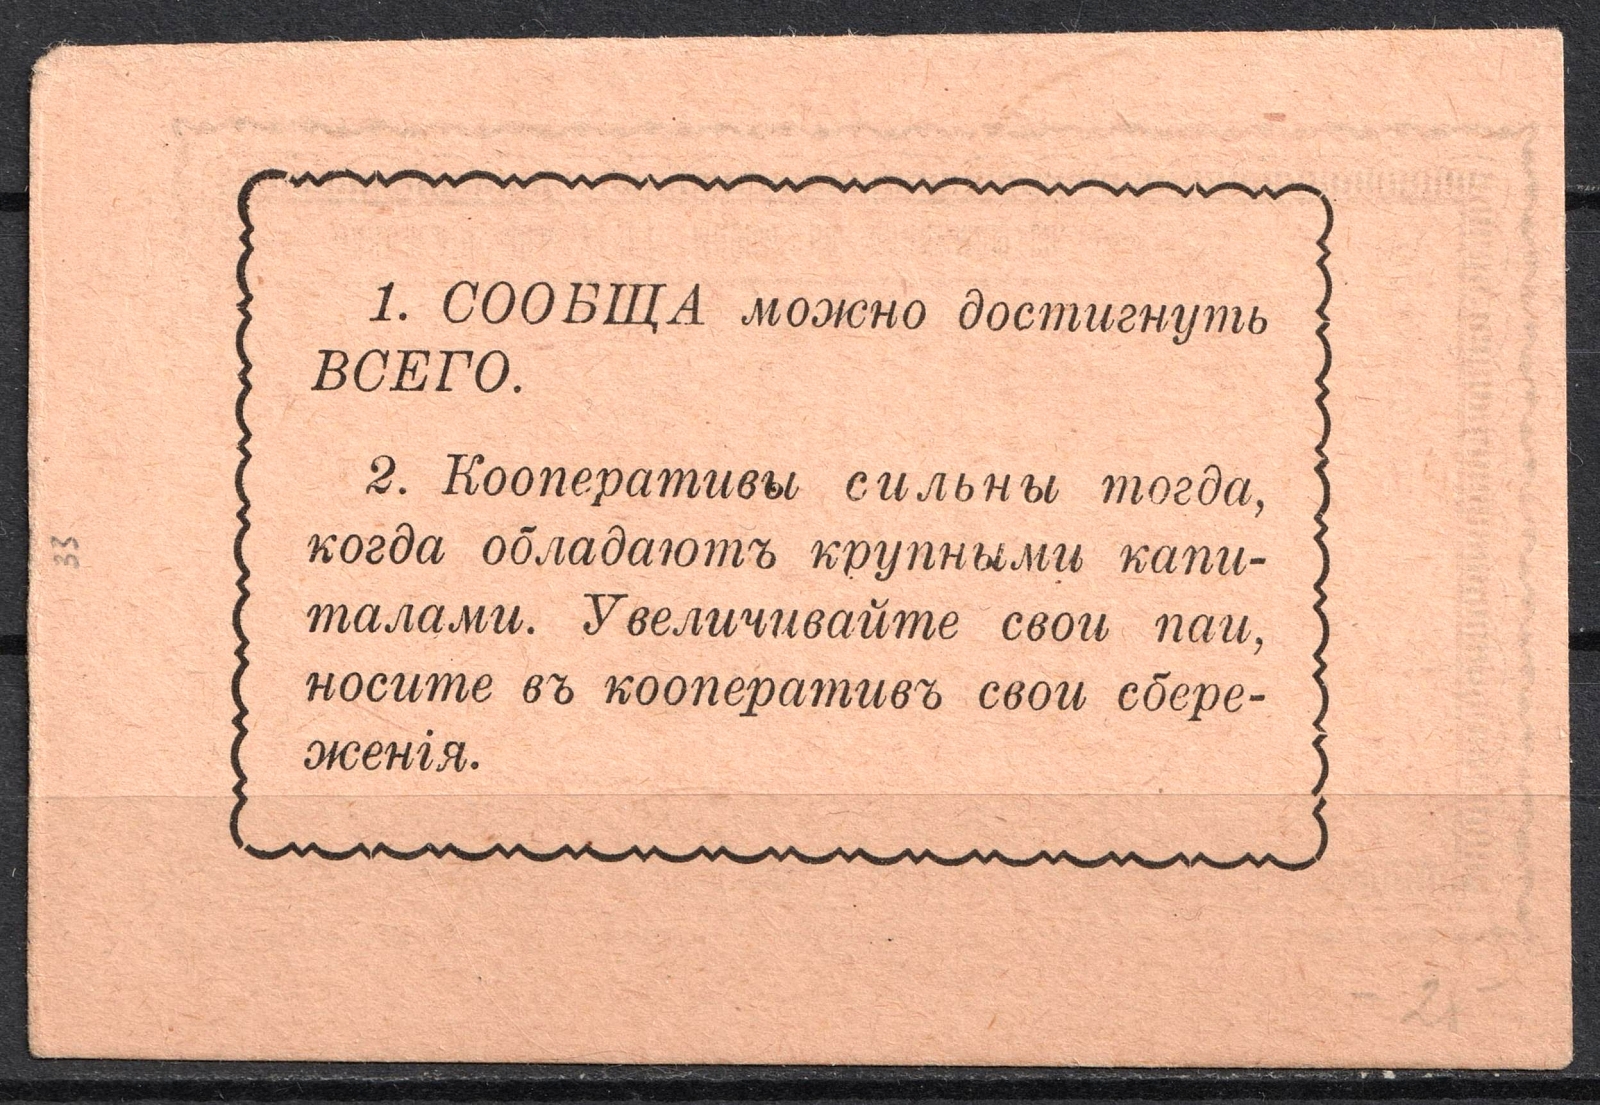 1. СООБЩА можно достигнуть
ВСЕГО.
2. Кооперативы сильны тогда,
когда обладаютъ крупными капи-
талами. Увеличивайте свои паи,
носите въ кооперативъ свои сбере-
женія.
33
- 2